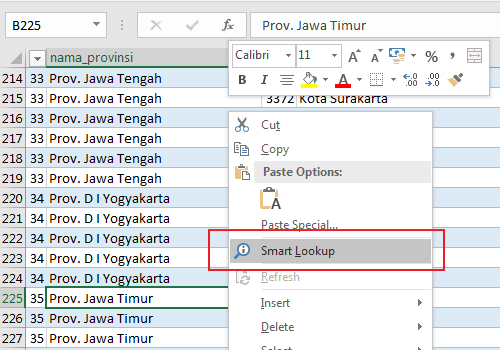 B225 Prov. Jawa Timur
nama_provinsi
Calibri 11 A A % ,
B I A .00
214 33 Prov. Jawa Tengah
215 33 Prov. Jawa Tengah 3372 Kota Surakarta
216 33 Prov. Jawa Tengah
217 33 Prov. Jawa Tengah
218 33 Prov. Jawa Tengah
219 33 Prov. Jawa Tengah
220 34 Prov. D I Yogyakarta
221 34 Prov. D I Yogyakarta
222 34 Prov. D I Yogyakarta
223 34 Prov. D I Yogyakarta
224 34 Prov. D I Yogyakarta
225 35 Prov. Jawa Timur
226 35 Prov. Jawa Timur
227 35 Prov. Jawa Timur
Cut
Copy
Paste Options:
A
Paste Special...
Smart Lookup
Refresh
Insert
Delete
Select